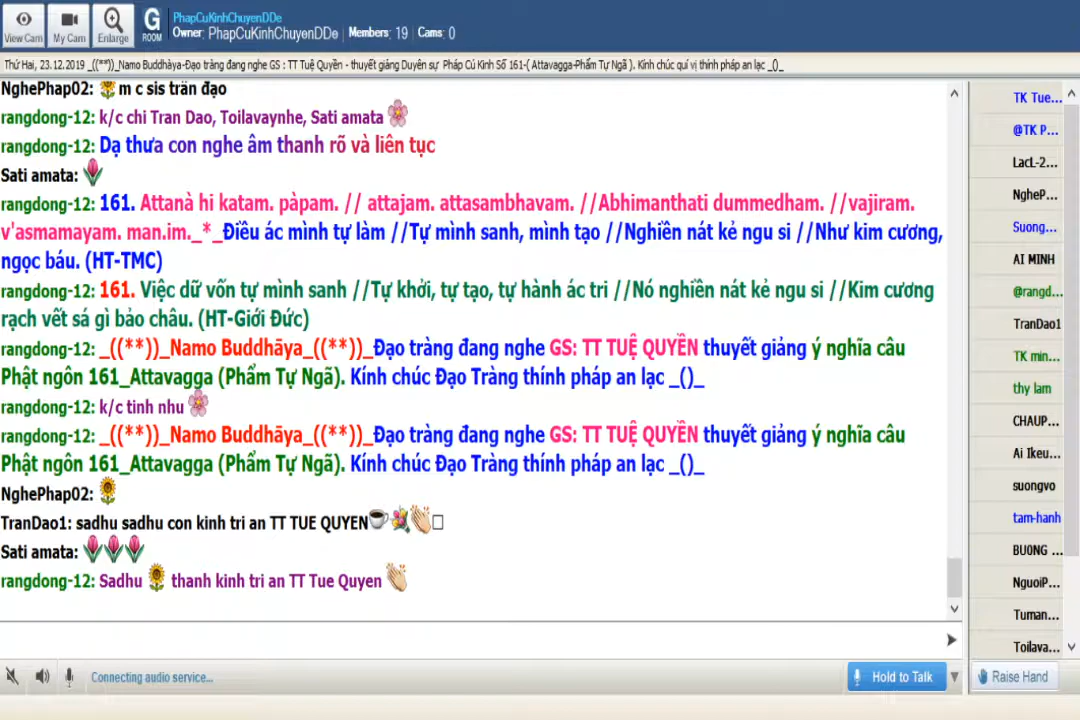 View Cam
My Cam
Enlarge
G
ROOM
PhapCuKinhChuyenDDe
Owner: PhapCuKinhChuyenDDe | Members: 19 | Cams: 0
Thứ Hai, 23.12.2019 _((**))_Namo Buddhàya-Đạo tràng đang nghe GS : TT Tuệ Quyền - thuyết giảng Duyên sự Pháp Cú Kinh Số 161-( Attavagga-Phẩm Tự Ngã ). Kính chúc quí vị thính pháp an lạc _()_
NghePhap02: 🌻m c sis trần đạo
rangdong-12: k/c chi Tran Dao, Toilavaynhe, Sati amata 🌸
rangdong-12: Dạ thưa con nghe âm thanh rõ và liên tục
Sati amata: 🌷
rangdong-12: 161. Attanà hi katam. pàpam. // attajam. attasambhavam. //Abhimanthati dummedham. //vajiram.
v'asmamayam. man.im._*_Điều ác mình tự làm //Tự mình sanh, mình tạo //Nghiền nát kẻ ngu si //Như kim cương,
ngọc báu. (HT-TMC)
rangdong-12: 161. Việc dữ vốn tự mình sanh //Tự khởi, tự tạo, tự hành ác tri //Nó nghiền nát kẻ ngu si //Kim cương
rạch vết sá gì bảo châu. (HT-Giới Đức)
rangdong-12: _((**))_Namo Buddhāya_((**))_Đạo tràng đang nghe GS: TT TUỆ QUYỀN thuyết giảng ý nghĩa câu
Phật ngôn 161_Attavagga (Phẩm Tự Ngã). Kính chúc Đạo Tràng thính pháp an lạc _()_
rangdong-12: k/c tinh nhu 🌸
rangdong-12: _((**))_Namo Buddhāya_((**))_Đạo tràng đang nghe GS: TT TUỆ QUYỀN thuyết giảng ý nghĩa câu
Phật ngôn 161_Attavagga (Phẩm Tự Ngã). Kính chúc Đạo Tràng thính pháp an lạc _()_
NghePhap02: 🌻
TranDao1: sadhu sadhu con kinh tri an TT TUE QUYEN☕💐👏
Sati amata: 🌷🌷🌷
rangdong-12: Sadhu 🌻 thanh kinh tri an TT Tue Quyen 👏
TK Tue...
@TK P...
LacL-2...
NgheP...
Suong...
AI MINH
@rangd...
TranDao1
TK min...
thy lam
CHAUP...
Ai Ikeu...
suongvo
tam-hanh
BUONG ...
NguoiP...
Tuman...
Toilava...
Connecting audio service...
Hold to Talk
Raise Hand